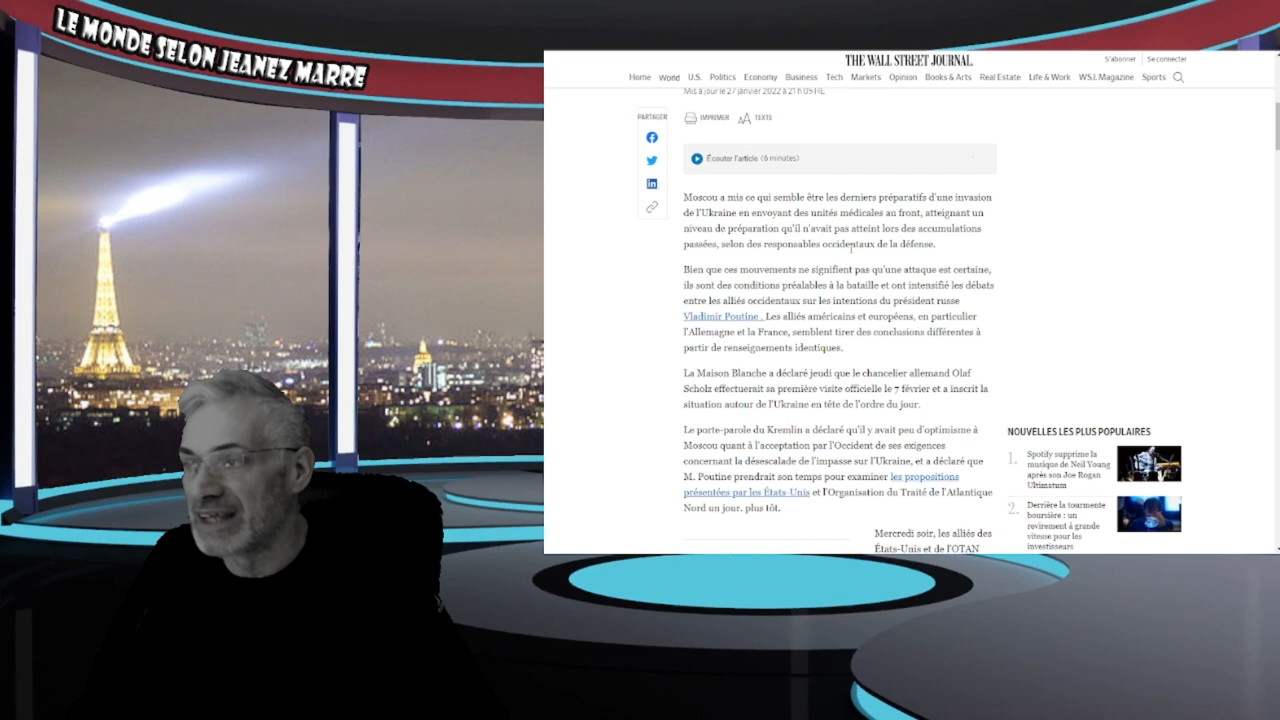 LE MONDE SELON JEANEZ MARRE
THE WALL STREET JOURNAL.
S'abonner
Se connecter
Home World U.S. Politics Economy Business Tech Markets Opinion Books & Arts Real Estate Life & Work WSJ. Magazine Sports
Mis à jour le 27 janvier 2022 à 21 h 05 HE
PARTAGER
IMPRIMER
AA TEXTE
Écouter l'article (6 minutes)
Moscou a mis ce qui semble être les derniers préparatifs d'une invasion
de l'Ukraine en envoyant des unités médicales au front, atteignant un
niveau de préparation qu'il n'avait pas atteint lors des accumulations
passées, selon des responsables occidentaux de la défense.
Bien que ces mouvements ne signifient pas qu'une attaque est certaine,
ils sont des conditions préalables à la bataille et ont intensifié les débats
entre les alliés occidentaux sur les intentions du président russe
Vladimir Poutine . Les alliés américains et européens, en particulier
l'Allemagne et la France, semblent tirer des conclusions différentes à
partir de renseignements identiques.
La Maison Blanche a déclaré jeudi que le chancelier allemand Olaf
Scholz effectuerait sa première visite officielle le 7 février et a inscrit la
situation autour de l'Ukraine en tête de l'ordre du jour.
Le porte-parole du Kremlin a déclaré qu'il y avait peu d'optimisme à
Moscou quant à l'acceptation par l'Occident de ses exigences
concernant la désescalade de l'impasse sur l'Ukraine, et a déclaré que
M. Poutine prendrait son temps pour examiner les propositions
présentées par les États-Unis et l'Organisation du Traité de l'Atlantique
Nord un jour. plus tôt.
Mercredi soir, les alliés des
États-Unis et de l'OTAN
NOUVELLES LES PLUS POPULAIRES
1. Spotify supprime la
musique de Neil Young
après son Joe Rogan
Ultimatum
2. Derrière la tourmente
boursière : un
revirement à grande
vitesse pour les
investisseurs